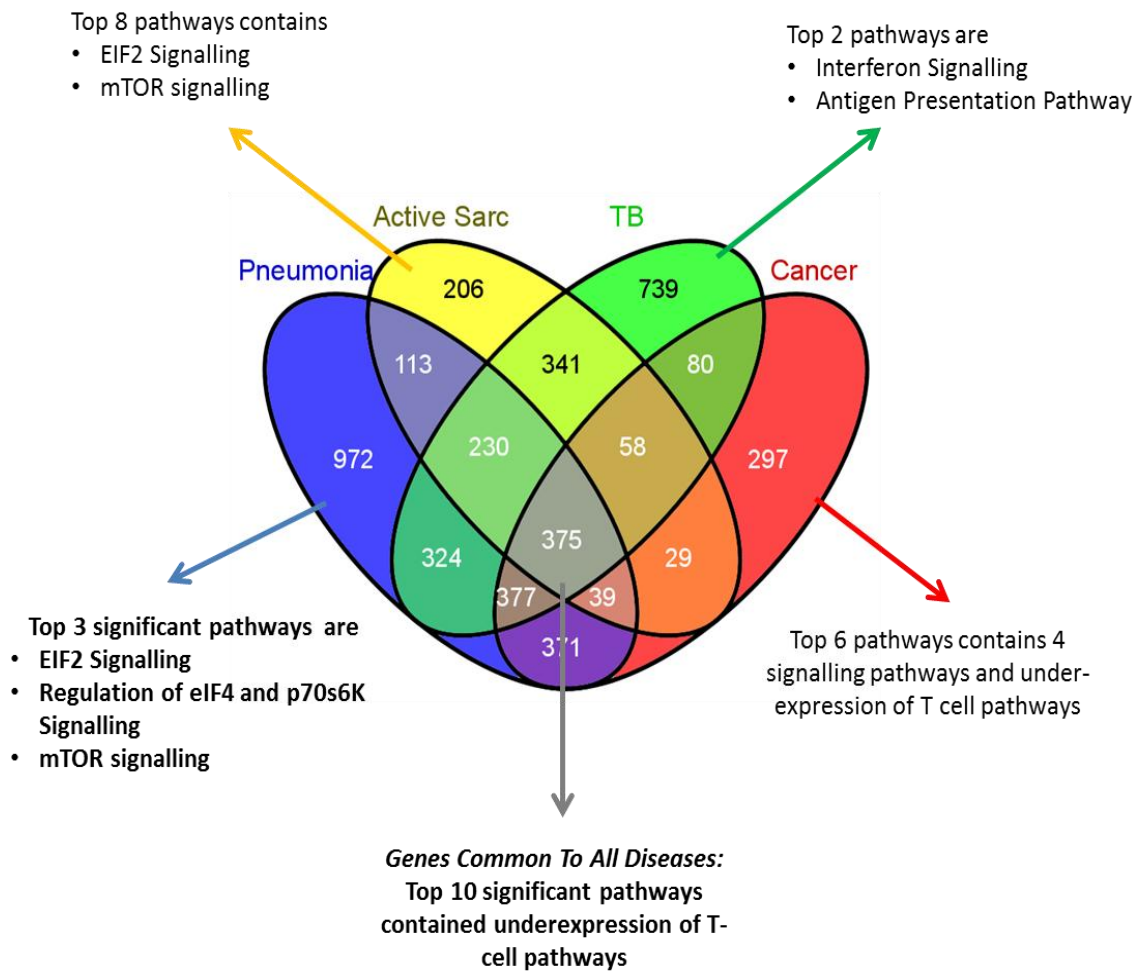 Top 8 pathways contains
• EIF2 Signalling
• mTOR signalling
Top 2 pathways are
• Interferon Signalling
• Antigen Presentation Pathway
Active Sarc
TB
Pneumonia
Cancer
206
739
113
341
80
972
230
58
297
324
375
29
377
39
371
Top 3 significant pathways are
• EIF2 Signalling
• Regulation of eIF4 and p70s6K
Signalling
• mTOR signalling
Top 6 pathways contains 4
signalling pathways and under-
expression of T cell pathways
Genes Common To All Diseases:
Top 10 significant pathways
contained underexpression of T-
cell pathways